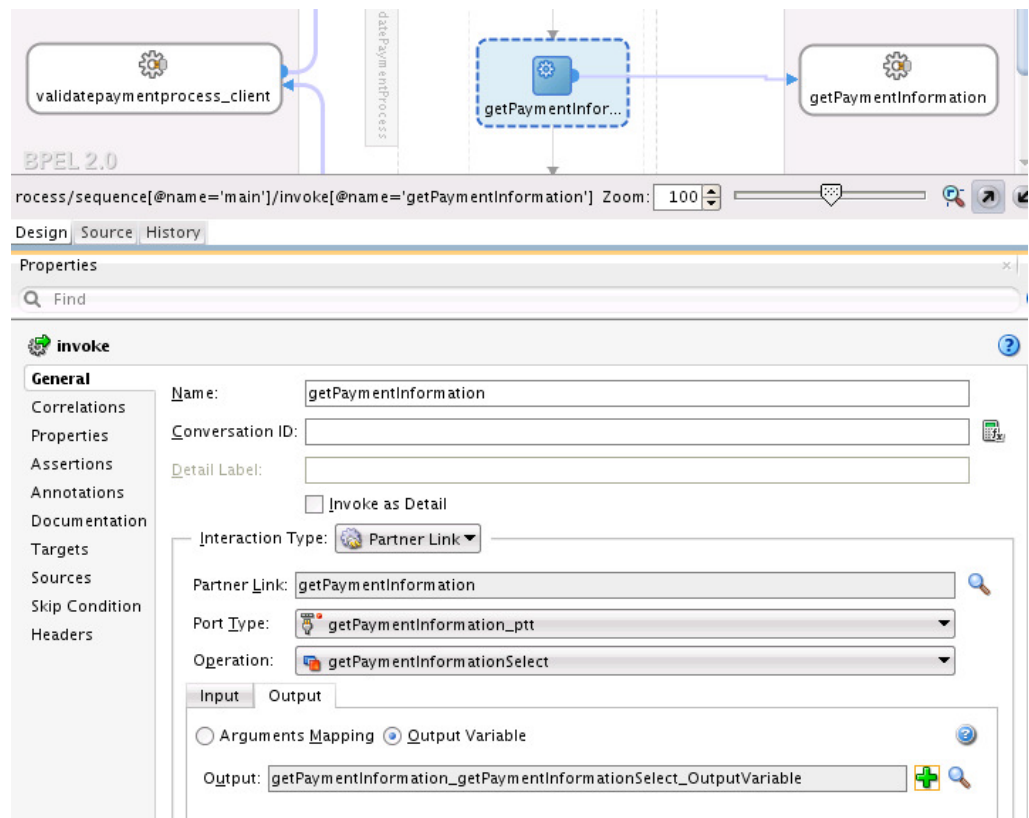 datePaymentProcess
validatepaymentprocess_client
getPaymentInfor...
getPaymentInformation
BPEL 2.0
rocess/sequence[@name='main']/invoke[@name='getPaymentInformation'] Zoom: 100
Design Source History
Properties
Find
invoke
General
Correlations
Properties
Assertions
Annotations
Documentation
Targets
Sources
Skip Condition
Headers
Name: getPaymentInformation
Conversation ID:
Detail Label:
Invoke as Detail
Interaction Type: Partner Link
Partner Link: getPaymentInformation
Port Type: getPaymentInformation_ptt
Operation: getPaymentInformationSelect
Input Output
Arguments Mapping Output Variable
Output: getPaymentInformation_getPaymentInformationSelect_OutputVariable